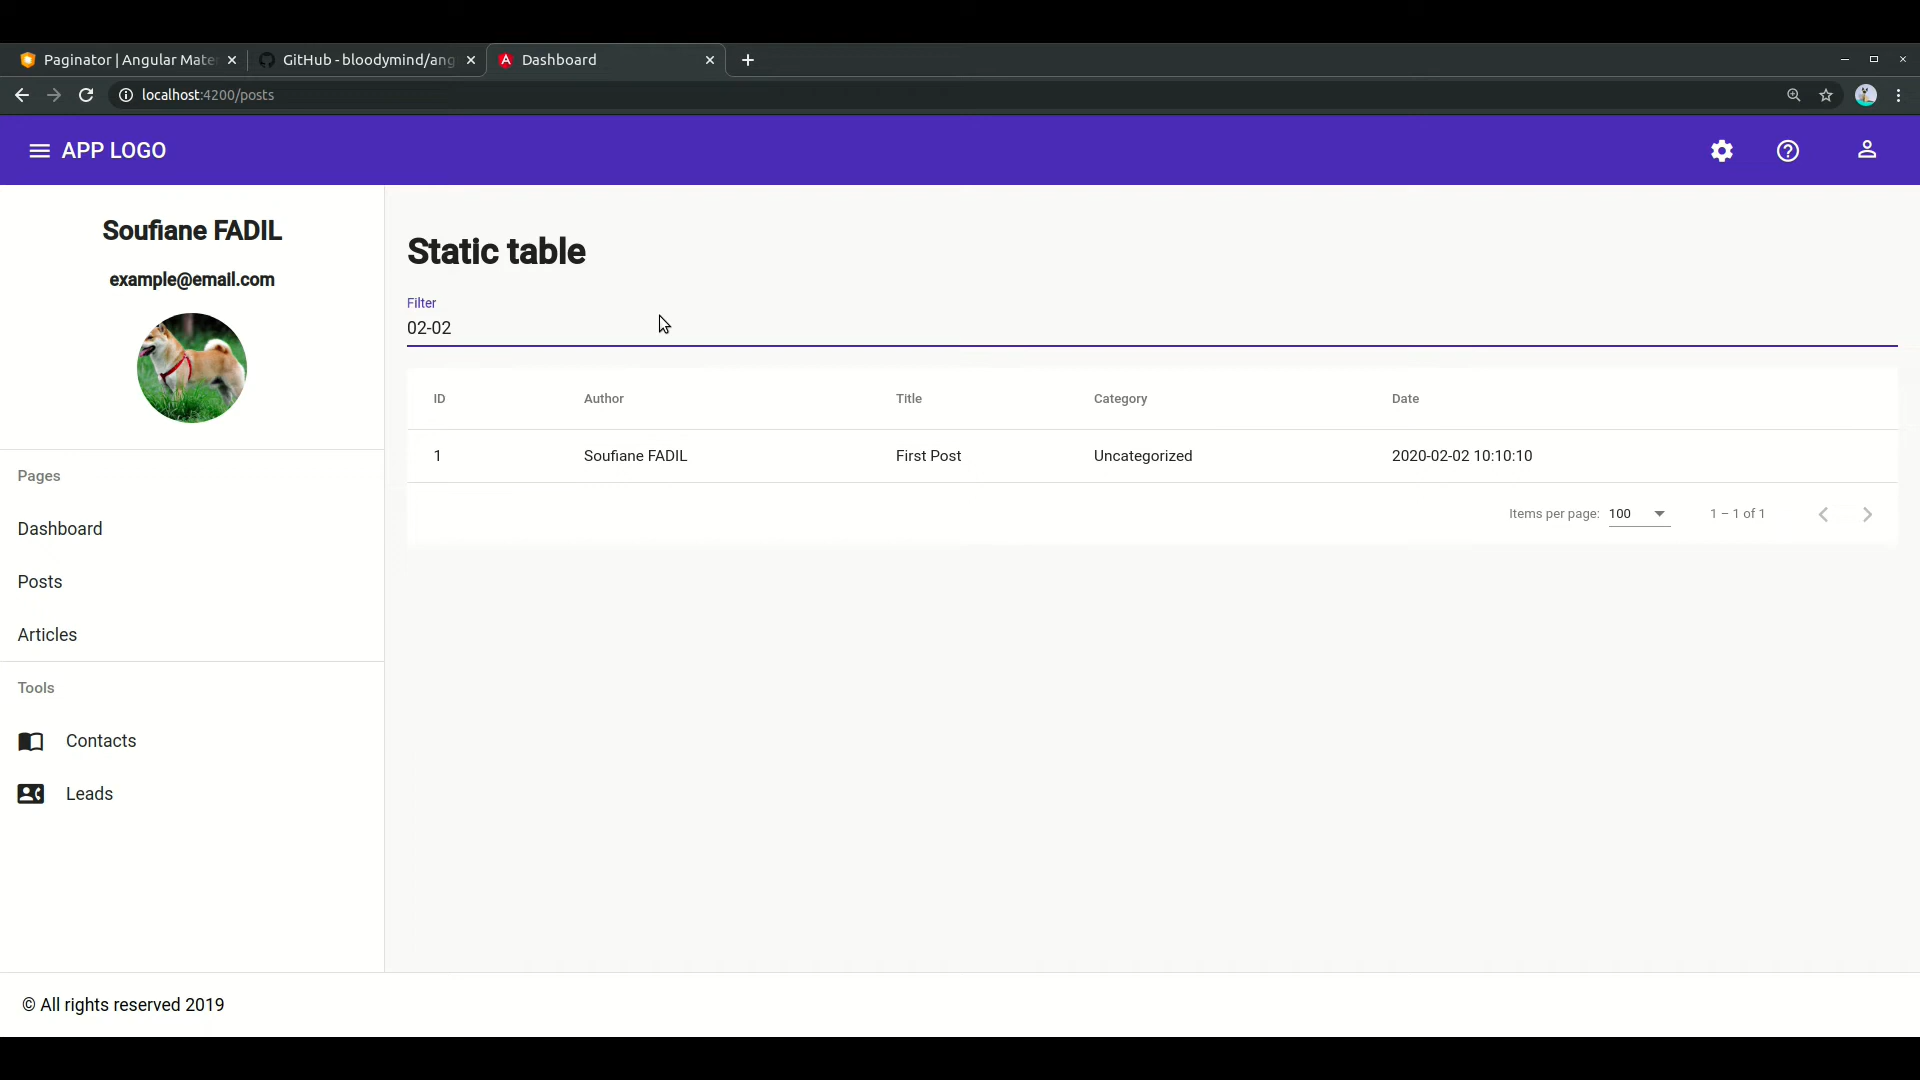 Paginator | Angular Mate
GitHub - bloodymind/ang
Dashboard
localhost:4200/posts
APP LOGO
Soufiane FADIL
example@email.com
Pages
Dashboard
Posts
Articles
Tools
Contacts
Leads
Static table
Filter
02-02
ID Author Title Category Date
1 Soufiane FADIL First Post Uncategorized 2020-02-02 10:10:10
Items per page: 100 1 – 1 of 1
© All rights reserved 2019